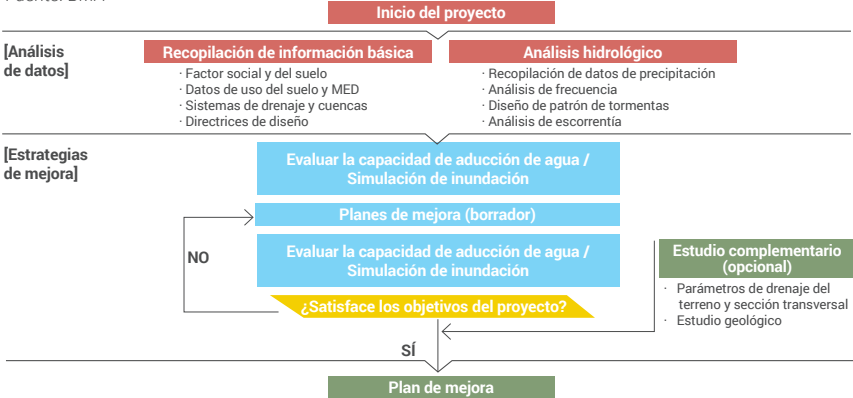 Inicio del proyecto
[Análisis
de datos]
Recopilación de información básica
· Factor social y del suelo
· Datos de uso del suelo y MED
· Sistemas de drenaje y cuencas
· Directrices de diseño
Análisis hidrológico
· Recopilación de datos de precipitación
· Análisis de frecuencia
· Diseño de patrón de tormentas
· Análisis de escorrentía
[Estrategias
de mejora]
Evaluar la capacidad de aducción de agua /
Simulación de inundación
Planes de mejora (borrador)
NO
Evaluar la capacidad de aducción de agua /
Simulación de inundación
Estudio complementario
(opcional)
· Parámetros de drenaje del
terreno y sección transversal
· Estudio geológico
¿Satisface los objetivos del proyecto?
SÍ
Plan de mejora